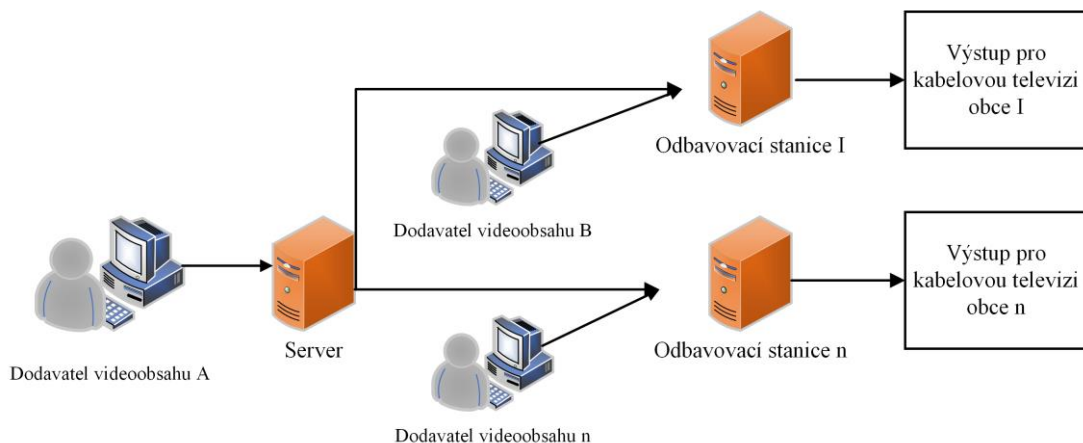 Výstup pro
kabelovou televizi
obce I
Odbavovací stanice I
Dodavatel videoobsahu B
Výstup pro
kabelovou televizi
obce n
Server
Odbavovací stanice n
Dodavatel videoobsahu A
Dodavatel videoobsahu n